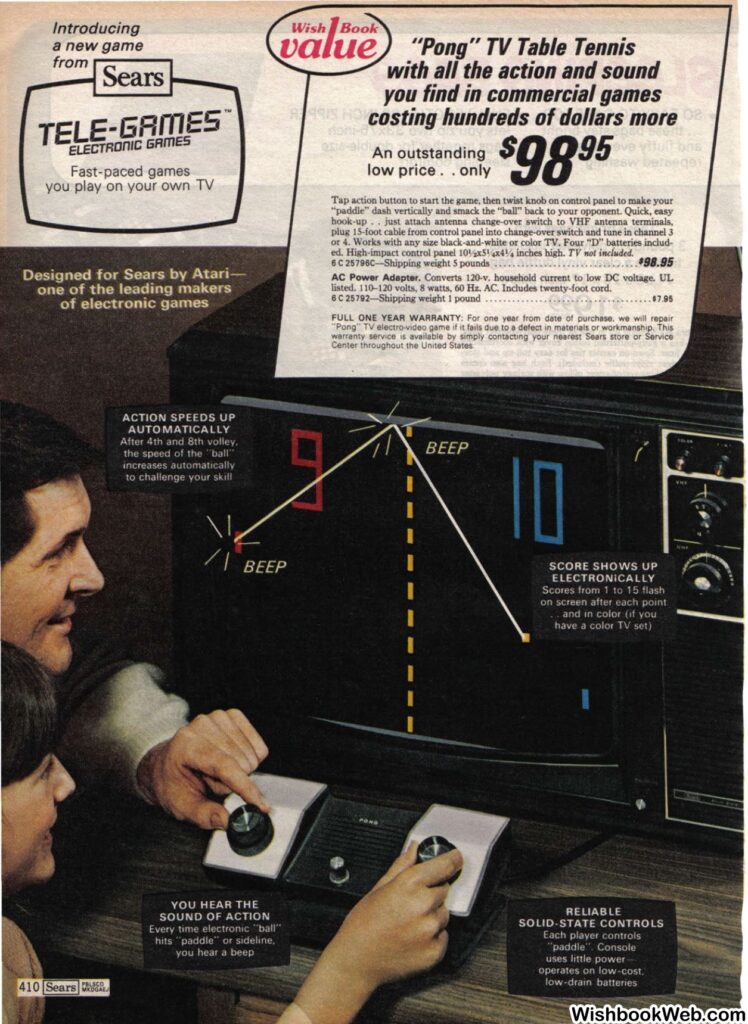 Introducing
a new game
from Sears
TELE-GAMES™
ELECTRONIC GAMES
Fast-paced games
you play on your own TV
Wish Book
value
"Pong" TV Table Tennis
with all the action and sound
you find in commercial games
costing hundreds of dollars more
An outstanding
low price . . only $98 95
Tap action button to start the game, then twist knob on control panel to make your
"paddle" dash vertically and smack the "ball" back to your opponent. Quick, easy
hook-up . . just attach antenna change-over switch to VHF antenna terminals,
plug 15-foot cable from control panel into change-over switch and tune in channel 3
or 4. Works with any size black-and-white or color TV. Four "D" batteries includ-
ed. High-impact control panel 10½x5¼x4¼ inches high. TV not included.
6 C 25796C—Shipping weight 5 pounds . . . . . . . . . . . . . . . . . . . . $98.95
AC Power Adapter. Converts 120-v. household current to low DC voltage. UL
listed. 110-120 volts, 8 watts, 60 Hz. AC. Includes twenty-foot cord.
6 C 25792—Shipping weight 1 pound . . . . . . . . . . . . . . . . . . . . $7.95
FULL ONE YEAR WARRANTY: For one year from date of purchase, we will repair
"Pong" TV electro-video game if it fails due to a defect in materials or workmanship. This
warranty service is available by simply contacting your nearest Sears store or Service
Center throughout the United States
Designed for Sears by Atari—
one of the leading makers
of electronic games
ACTION SPEEDS UP
AUTOMATICALLY
After 4th and 8th volley,
the speed of the "ball"
increases automatically
to challenge your skill
9
BEEP
10
BEEP
SCORE SHOWS UP
ELECTRONICALLY
Scores from 1 to 15 flash
on screen after each point
. . and in color (if you
have a color TV set)
COLOR
VHF
PONG
YOU HEAR THE
SOUND OF ACTION
Every time electronic "ball"
hits "paddle" or sideline,
you hear a beep
RELIABLE
SOLID-STATE CONTROLS
Each player controls
"paddle". Console
uses little power—
operates on low-cost,
low-drain batteries
410 Sears
WishbookWeb.com